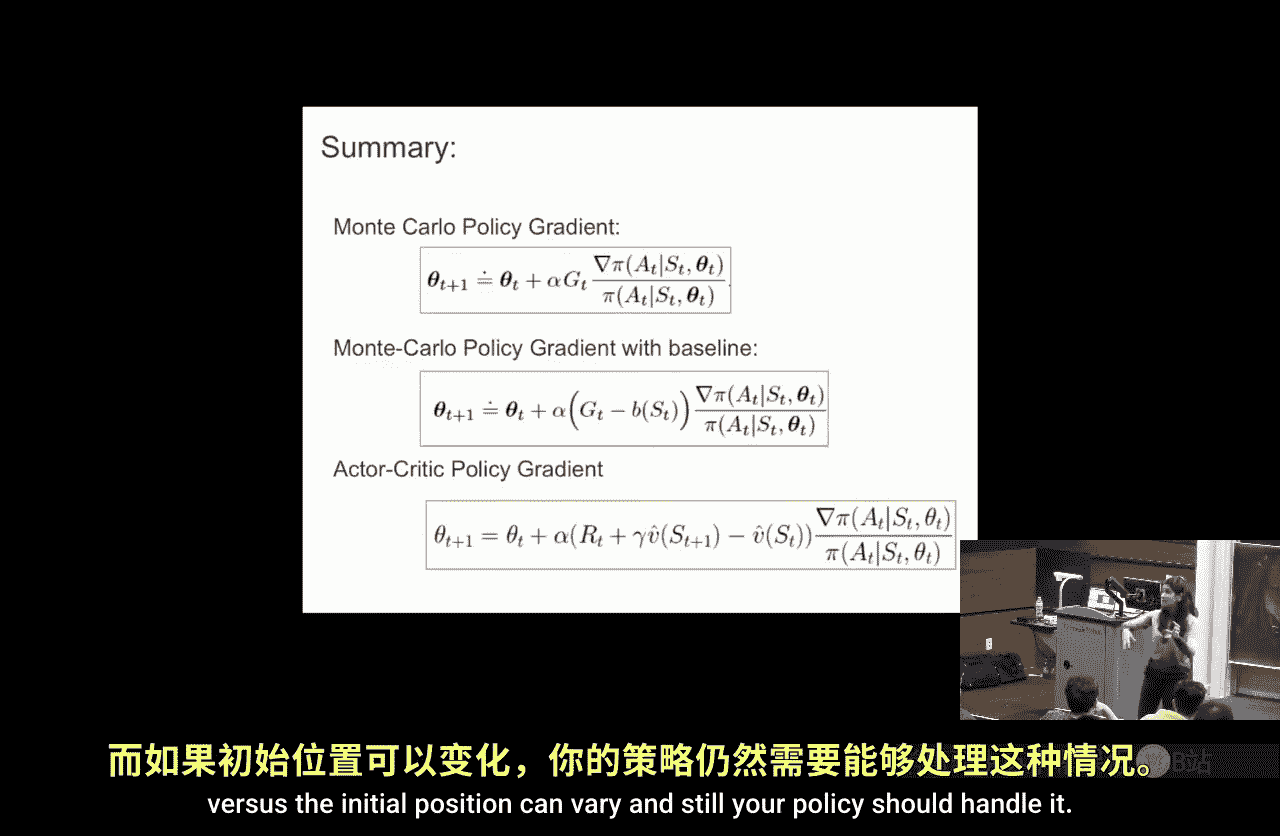 Summary:
Monte Carlo Policy Gradient:
θ_{t+1} ≐ θ_t + αG_t ∇π(A_t|S_t, θ_t) / π(A_t|S_t, θ_t)
Monte-Carlo Policy Gradient with baseline:
θ_{t+1} ≐ θ_t + α(G_t − b(S_t)) ∇π(A_t|S_t, θ_t) / π(A_t|S_t, θ_t)
Actor-Critic Policy Gradient
θ_{t+1} = θ_t + α(R_t + γv̂(S_{t+1}) − v̂(S_t)) ∇π(A_t|S_t, θ_t) / π(A_t|S_t, θ_t)
而如果初始位置可以变化，你的策略仍然需要能够处理这种情况。
B站
versus the initial position can vary and still your policy should handle it.